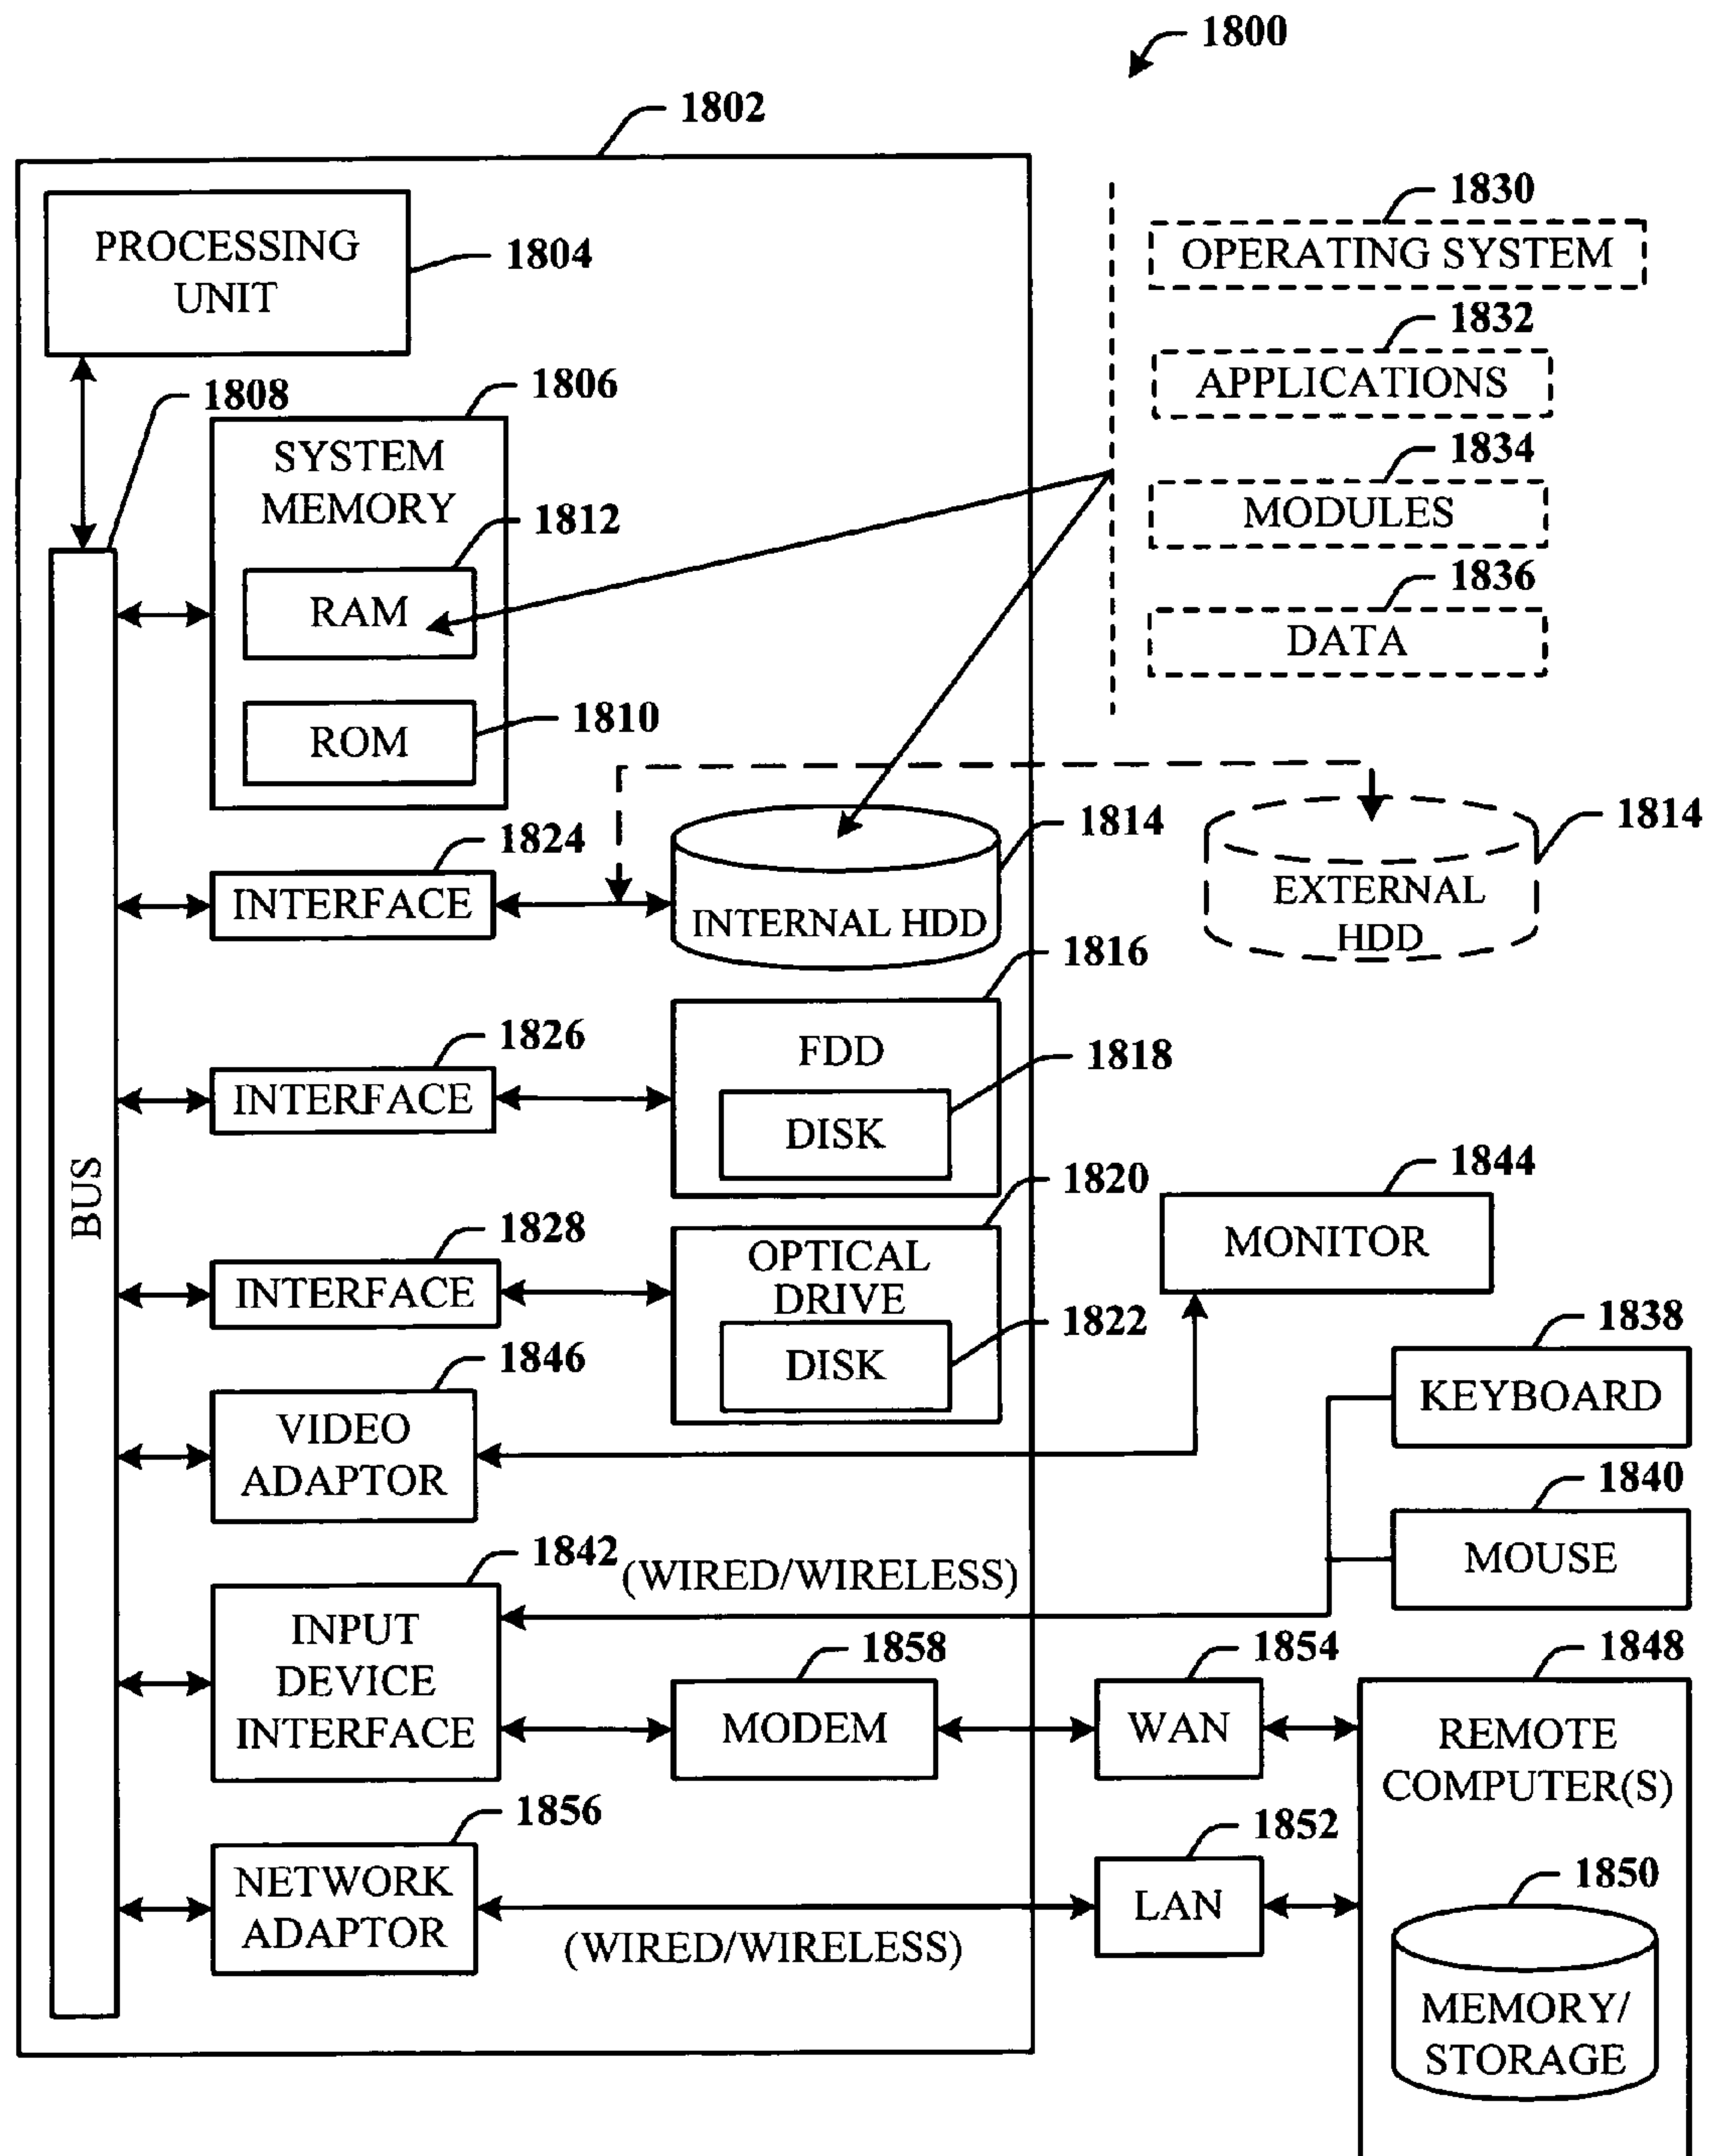 1800
1802
PROCESSING
UNIT
1804
1830
OPERATING SYSTEM
1832
APPLICATIONS
1834
MODULES
1836
DATA
1808
1806
SYSTEM
MEMORY
1812
RAM
1810
ROM
BUS
1824
INTERFACE
1814
INTERNAL HDD
1814
EXTERNAL
HDD
1816
FDD
1818
DISK
1826
INTERFACE
1820
OPTICAL
DRIVE
1822
DISK
1828
INTERFACE
1844
MONITOR
1846
VIDEO
ADAPTOR
1838
KEYBOARD
1840
MOUSE
1842
(WIRED/WIRELESS)
INPUT
DEVICE
INTERFACE
1858
MODEM
1854
WAN
1848
REMOTE
COMPUTER(S)
1856
NETWORK
ADAPTOR
(WIRED/WIRELESS)
1852
LAN
1850
MEMORY/
STORAGE